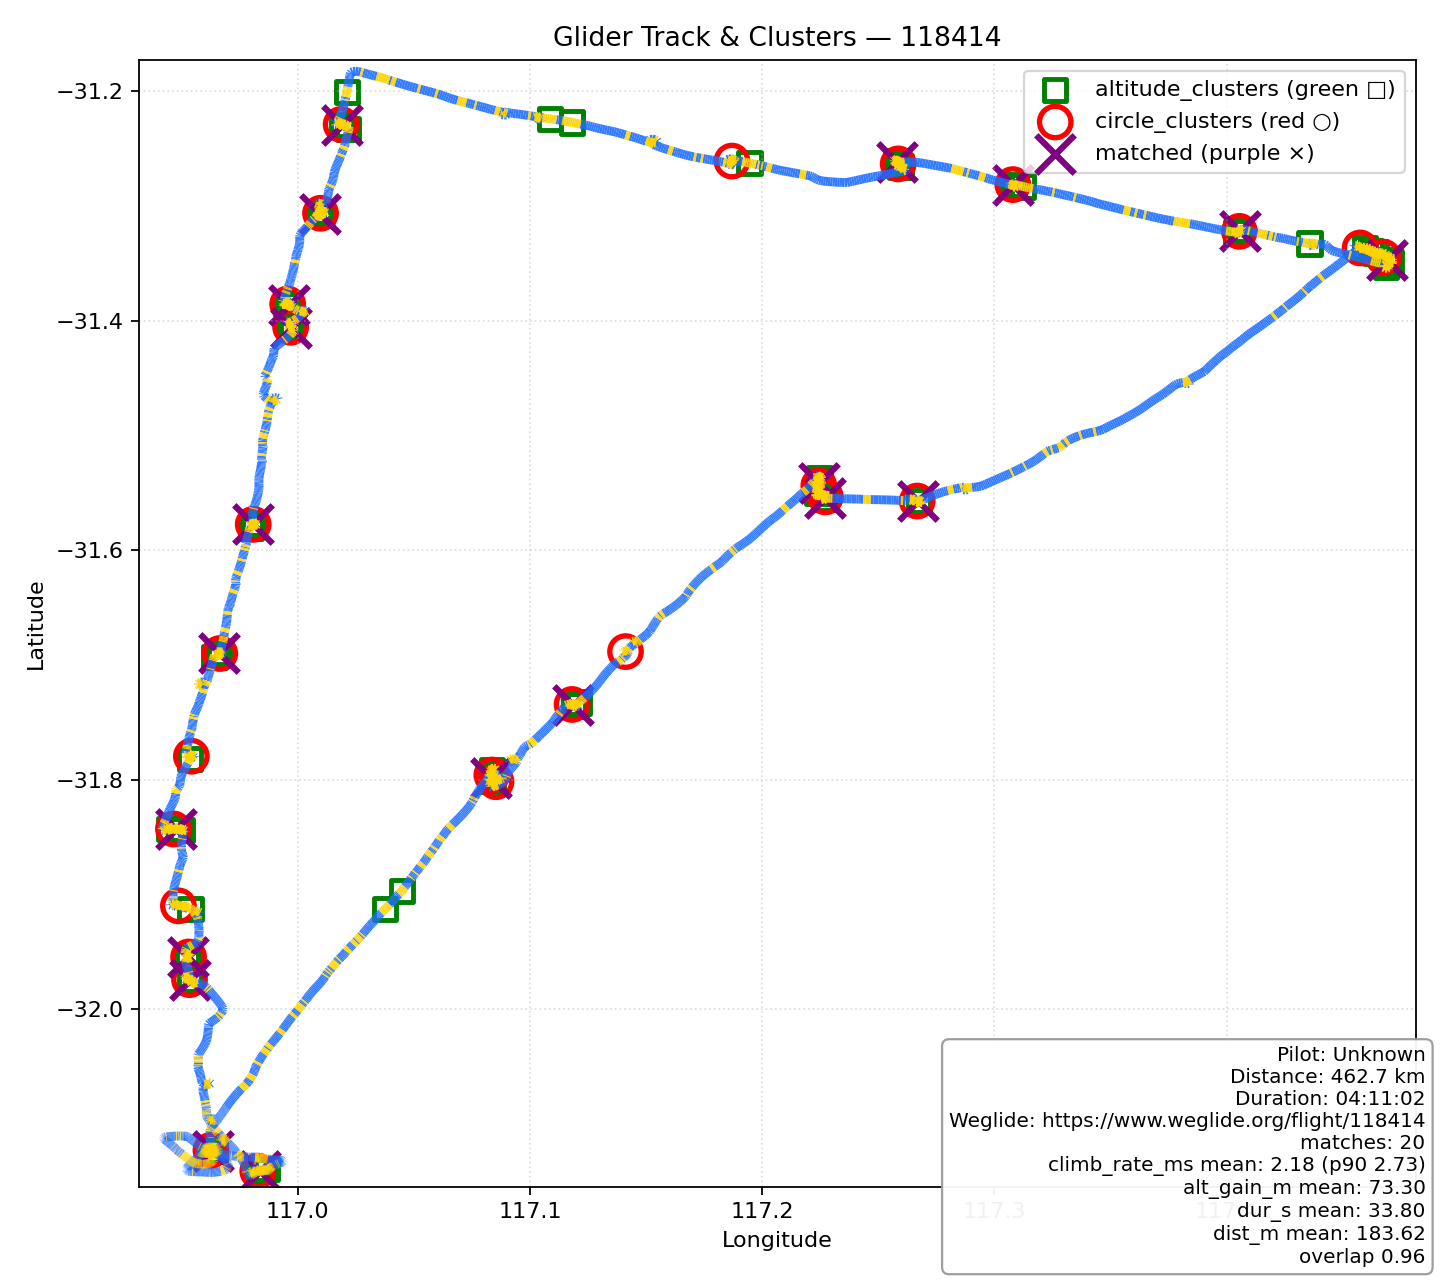 Glider Track & Clusters — 118414
altitude_clusters (green □)
circle_clusters (red ○)
matched (purple ×)
−31.2
−31.4
−31.6
−31.8
−32.0
Latitude
117.0
117.1
117.2
117.3
Longitude
Pilot: Unknown
Distance: 462.7 km
Duration: 04:11:02
Weglide: https://www.weglide.org/flight/118414
matches: 20
climb_rate_ms mean: 2.18 (p90 2.73)
alt_gain_m mean: 73.30
dur_s mean: 33.80
dist_m mean: 183.62
overlap 0.96